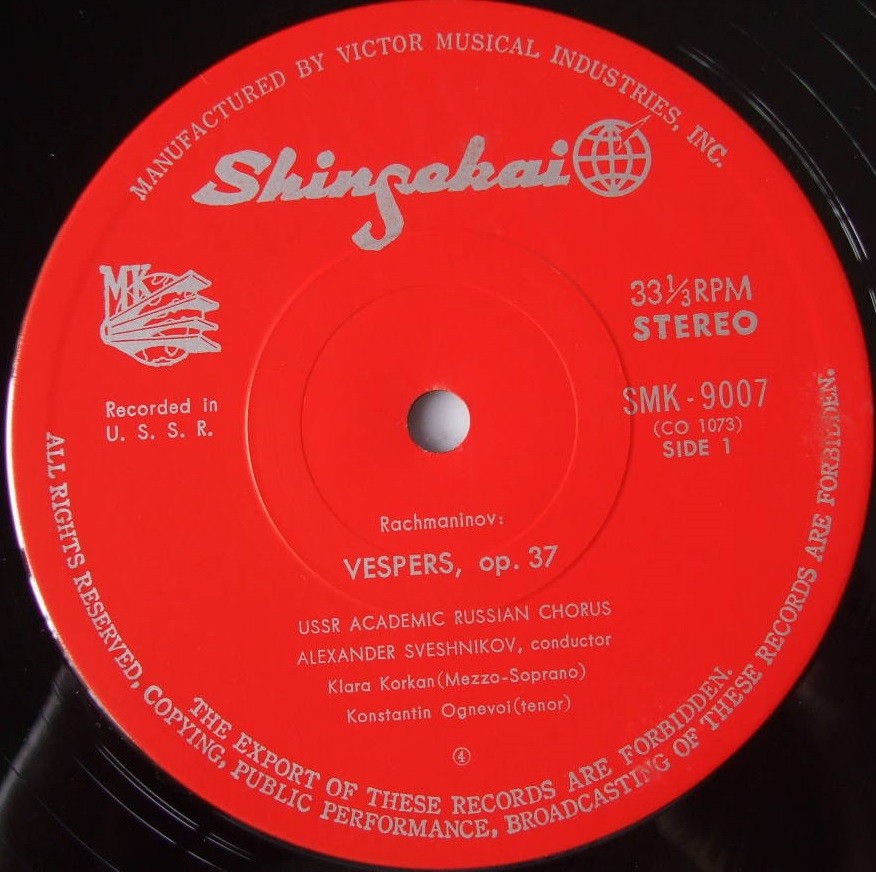 MANUFACTURED BY VICTOR MUSICAL INDUSTRIES, INC.
Shinsekai
MK
33⅓RPM
STEREO
Recorded in
U. S. S. R.
SMK-9007
(CO 1073)
SIDE 1
Rachmaninov:
VESPERS, op. 37
USSR ACADEMIC RUSSIAN CHORUS
ALEXANDER SVESHNIKOV, conductor
Klara Korkan(Mezzo-Soprano)
Konstantin Ognevoi(tenor)
④
THE EXPORT OF THESE RECORDS ARE FORBIDDEN.
ALL RIGHTS RESERVED, COPYING, PUBLIC PERFORMANCE, BROADCASTING OF THESE RECORDS ARE FORBIDDEN.